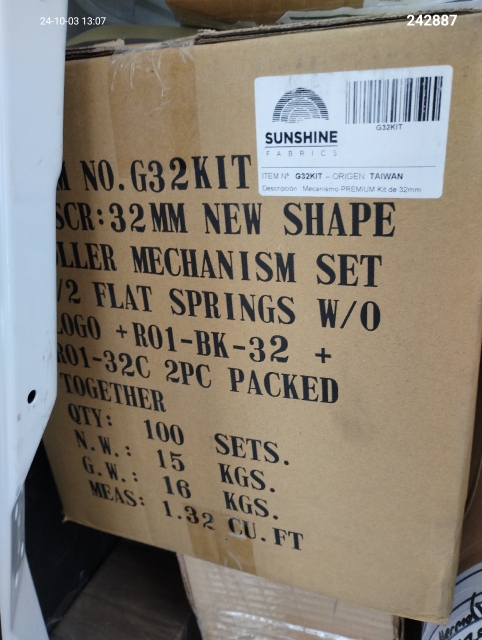 24-10-03 13:07
242887
SUNSHINE
FABRICS
G32KIT
ITEM Nº G32KIT – ORIGEN: TAIWAN
Descripción: Mecanismo PREMIUM Kit de 32mm
NO.G32KIT
SCR:32MM NEW SHAPE
LLER MECHANISM SET
/2 FLAT SPRINGS W/O
OGO +R01-BK-32 +
R01-32C 2PC PACKED
TOGETHER
QTY: 100 SETS.
N.W.: 15 KGS.
G.W.: 16 KGS.
MEAS: 1.32 CU.FT